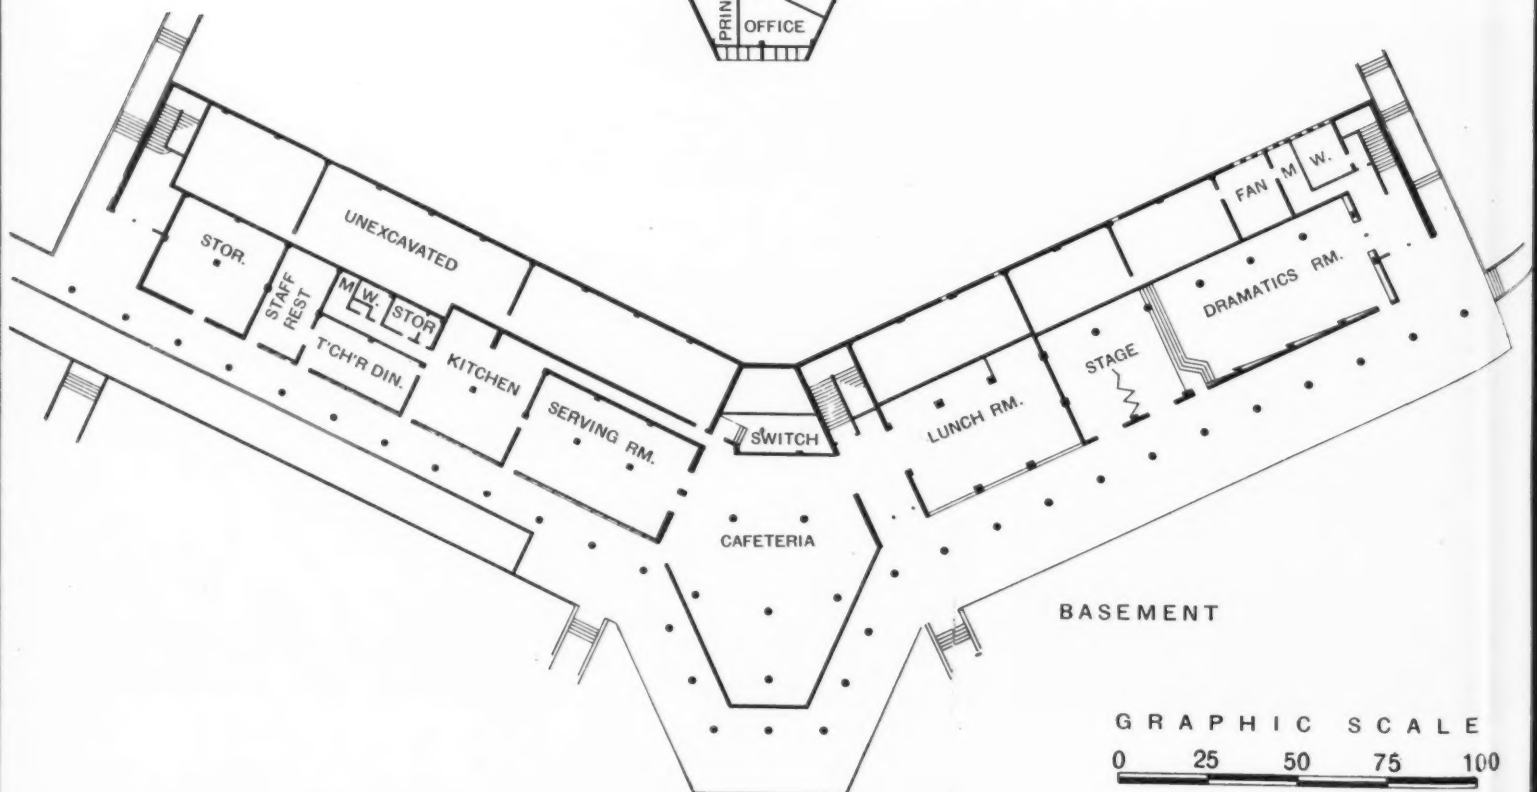 PRIN
OFFICE
UNEXCAVATED
STOR.
STAFF
REST
M
W.
STOR
T'CH'R DIN.
KITCHEN
SERVING RM.
SWITCH
CAFETERIA
LUNCH RM.
STAGE
DRAMATICS RM.
FAN
M
W.
BASEMENT
GRAPHIC SCALE
0 25 50 75 100